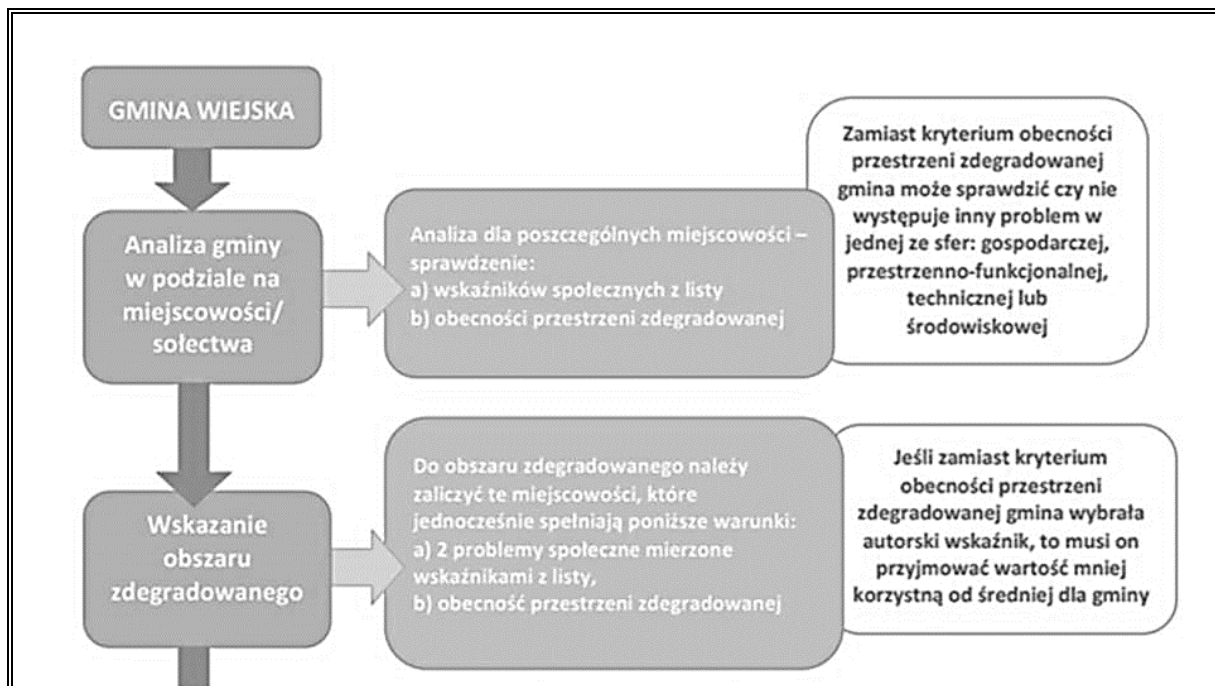 GMINA WIEJSKA
Analiza gminy
w podziale na
miejscowości/
sołectwa
Analiza dla poszczególnych miejscowości –
sprawdzenie:
a) wskaźników społecznych z listy
b) obecności przestrzeni zdegradowanej
Zamiast kryterium obecności
przestrzeni zdegradowanej
gmina może sprawdzić czy nie
występuje inny problem w
jednej ze sfer: gospodarczej,
przestrzenno-funkcjonalnej,
technicznej lub
środowiskowej
Wskazanie
obszaru
zdegradowanego
Do obszaru zdegradowanego należy
zaliczyć te miejscowości, które
jednocześnie spełniają poniższe warunki:
a) 2 problemy społeczne mierzone
wskaźnikami z listy,
b) obecność przestrzeni zdegradowanej
Jeśli zamiast kryterium
obecności przestrzeni
zdegradowanej gmina wybrała
autorski wskaźnik, to musi on
przyjmować wartość mniej
korzystną od średniej dla gminy